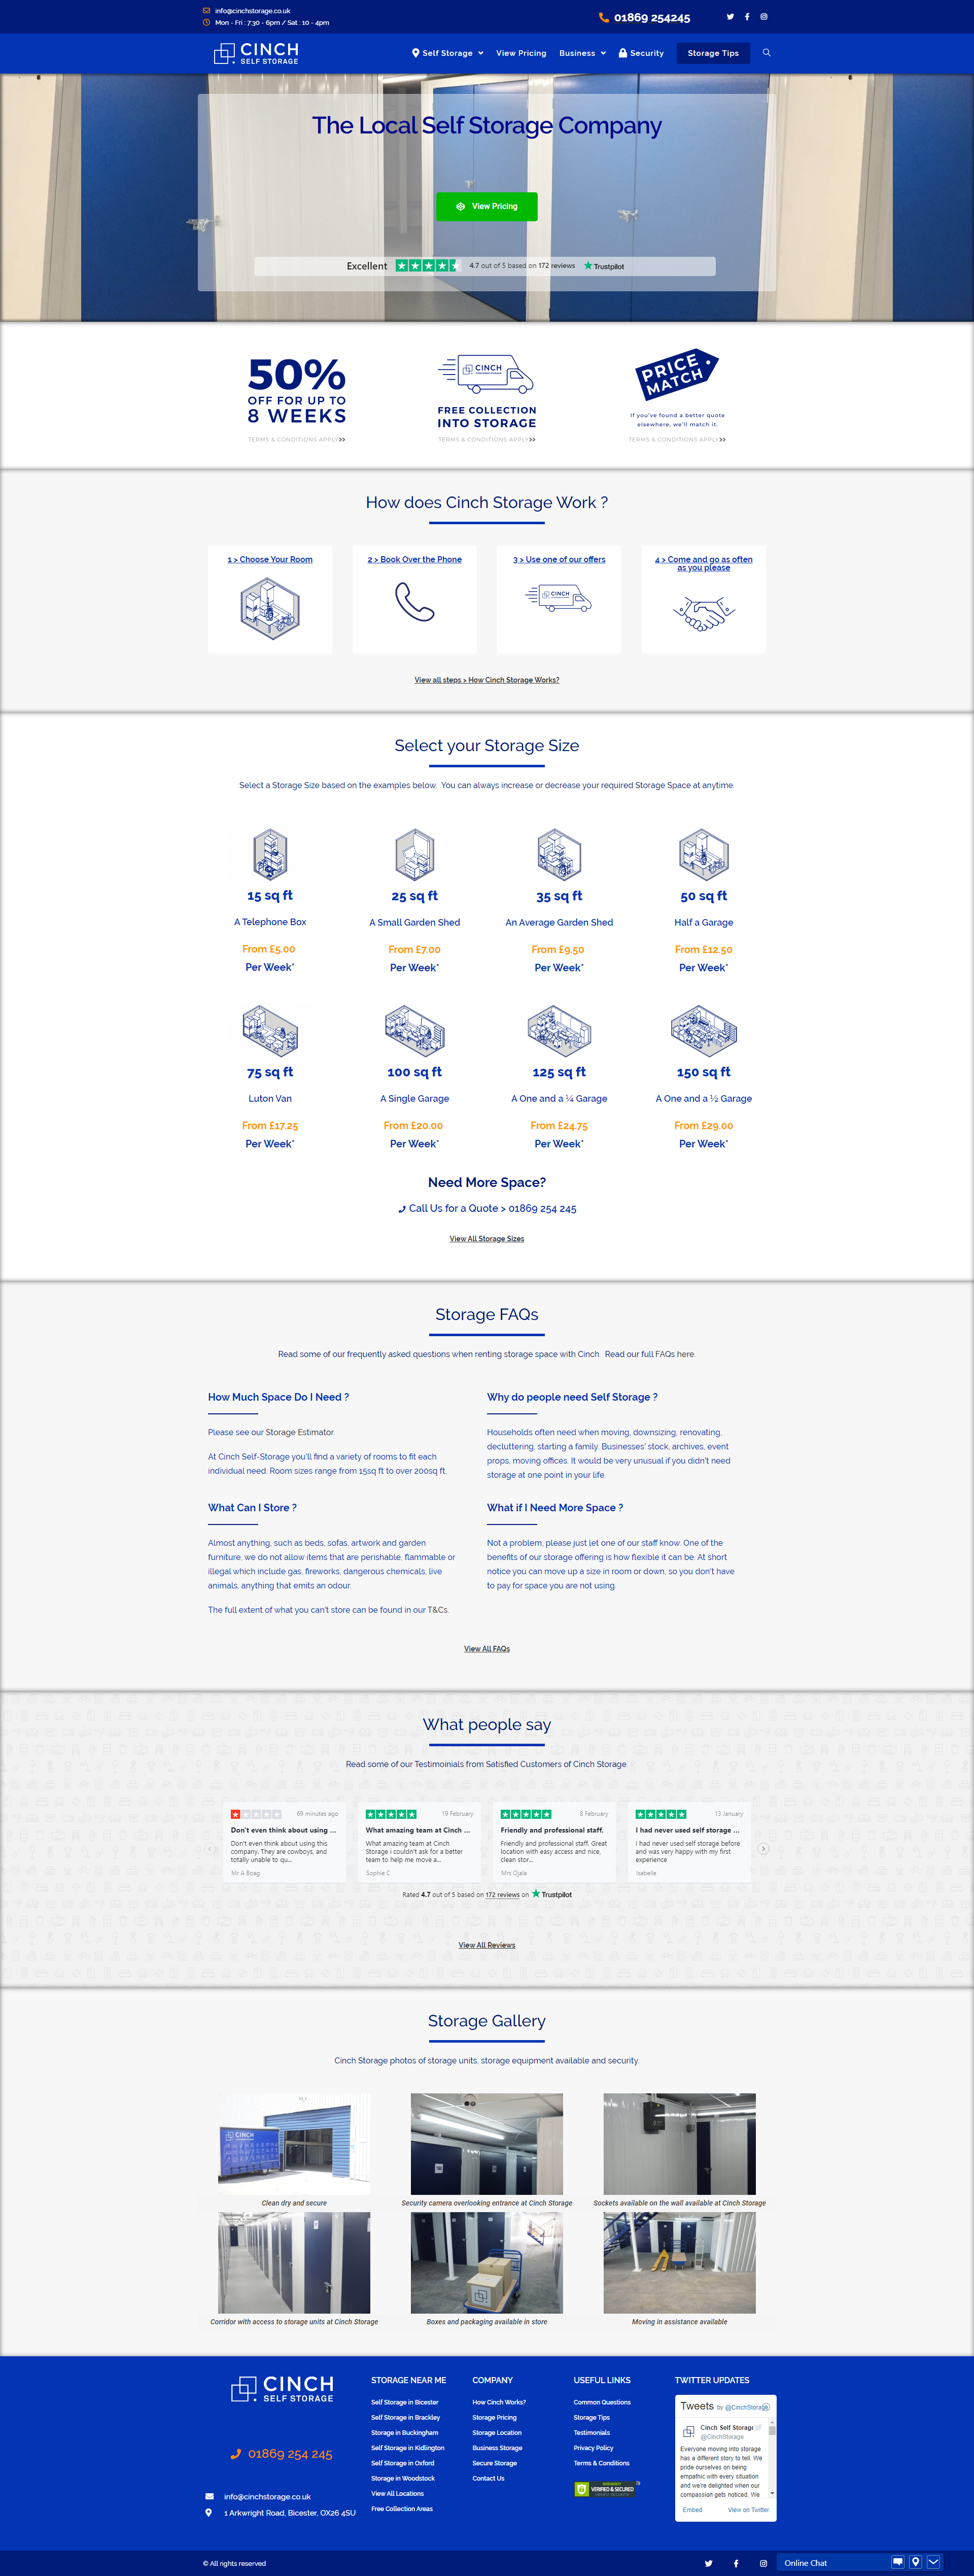 info@cinchstorage.co.uk
Mon - Fri : 7:30 - 6pm / Sat : 10 - 4pm
01869 254245
CINCH
SELF STORAGE
Self Storage
View Pricing
Business
Security
Storage Tips
The Local Self Storage Company
View Pricing
Excellent
4.7 out of 5 based on 172 reviews
Trustpilot
50%
OFF FOR UP TO
8 WEEKS
TERMS & CONDITIONS APPLY>>
CINCH
FREE COLLECTION
INTO STORAGE
TERMS & CONDITIONS APPLY>>
PRICE
MATCH
If you've found a better quote
elsewhere, we'll match it.
TERMS & CONDITIONS APPLY>>
How does Cinch Storage Work ?
1 > Choose Your Room
2 > Book Over the Phone
3 > Use one of our offers
CINCH
4 > Come and go as often
as you please
View all steps > How Cinch Storage Works?
Select your Storage Size
Select a Storage Size based on the examples below. You can always increase or decrease your required Storage Space at anytime.
15 sq ft
A Telephone Box
From £5.00
Per Week*
25 sq ft
A Small Garden Shed
From £7.00
Per Week*
35 sq ft
An Average Garden Shed
From £9.50
Per Week*
50 sq ft
Half a Garage
From £12.50
Per Week*
75 sq ft
Luton Van
From £17.25
Per Week*
100 sq ft
A Single Garage
From £20.00
Per Week*
125 sq ft
A One and a ¼ Garage
From £24.75
Per Week*
150 sq ft
A One and a ½ Garage
From £29.00
Per Week*
Need More Space?
Call Us for a Quote > 01869 254 245
View All Storage Sizes
Storage FAQs
Read some of our frequently asked questions when renting storage space with Cinch. Read our full FAQs here.
How Much Space Do I Need ?
Please see our Storage Estimator.
At Cinch Self-Storage you'll find a variety of rooms to fit each
individual need. Room sizes range from 15sq ft to over 200sq ft.
Why do people need Self Storage ?
Households often need when moving, downsizing, renovating,
decluttering, starting a family. Businesses' stock, archives, event
props, moving offices. It would be very unusual if you didn't need
storage at one point in your life.
What Can I Store ?
Almost anything, such as beds, sofas, artwork and garden
furniture, we do not allow items that are perishable, flammable or
illegal which include gas, fireworks, dangerous chemicals, live
animals, anything that emits an odour.
The full extent of what you can't store can be found in our T&Cs.
What if I Need More Space ?
Not a problem, please just let one of our staff know. One of the
benefits of our storage offering is how flexible it can be. At short
notice you can move up a size in room or down, so you don't have
to pay for space you are not using.
View All FAQs
What people say
Read some of our Testimoinials from Satisfied Customers of Cinch Storage
69 minutes ago
Don't even think about using ...
Don't even think about using this
company. They are cowboys, and
totally unable to qu...
Mr A Boag
19 February
What amazing team at Cinch ...
What amazing team at Cinch
Storage i couldn't ask for a better
team to help me move a...
Sophie C
8 February
Friendly and professional staff.
Friendly and professional staff. Great
location with easy access and nice,
clean stor...
Mrs Ojala
13 January
I had never used self storage ...
I had never used self storage before
and was very happy with my first
experience
Isabelle
Rated 4.7 out of 5 based on 172 reviews on Trustpilot
View All Reviews
Storage Gallery
Cinch Storage photos of storage units, storage equipment available and security.
CINCH
Clean dry and secure
Security camera overlooking entrance at Cinch Storage
Sockets available on the wall available at Cinch Storage
Corridor with access to storage units at Cinch Storage
Boxes and packaging available in store
Moving in assistance available
CINCH
SELF STORAGE
01869 254 245
info@cinchstorage.co.uk
1 Arkwright Road, Bicester, OX26 4SU
STORAGE NEAR ME
Self Storage in Bicester
Self Storage in Brackley
Storage in Buckingham
Self Storage in Kidlington
Self Storage in Oxford
Storage in Woodstock
View All Locations
Free Collection Areas
COMPANY
How Cinch Works?
Storage Pricing
Storage Location
Business Storage
Secure Storage
Contact Us
USEFUL LINKS
Common Questions
Storage Tips
Testimonials
Privacy Policy
Terms & Conditions
VERIFIED & SECURED
TWITTER UPDATES
Tweets by @CinchStorage
Cinch Self Storage
@CinchStorage
Everyone moving into storage
has a different story to tell. We
pride ourselves on being
empathic with every situation
and we're delighted when our
compassion gets noticed. We
Embed
View on Twitter
© All rights reserved
Online Chat